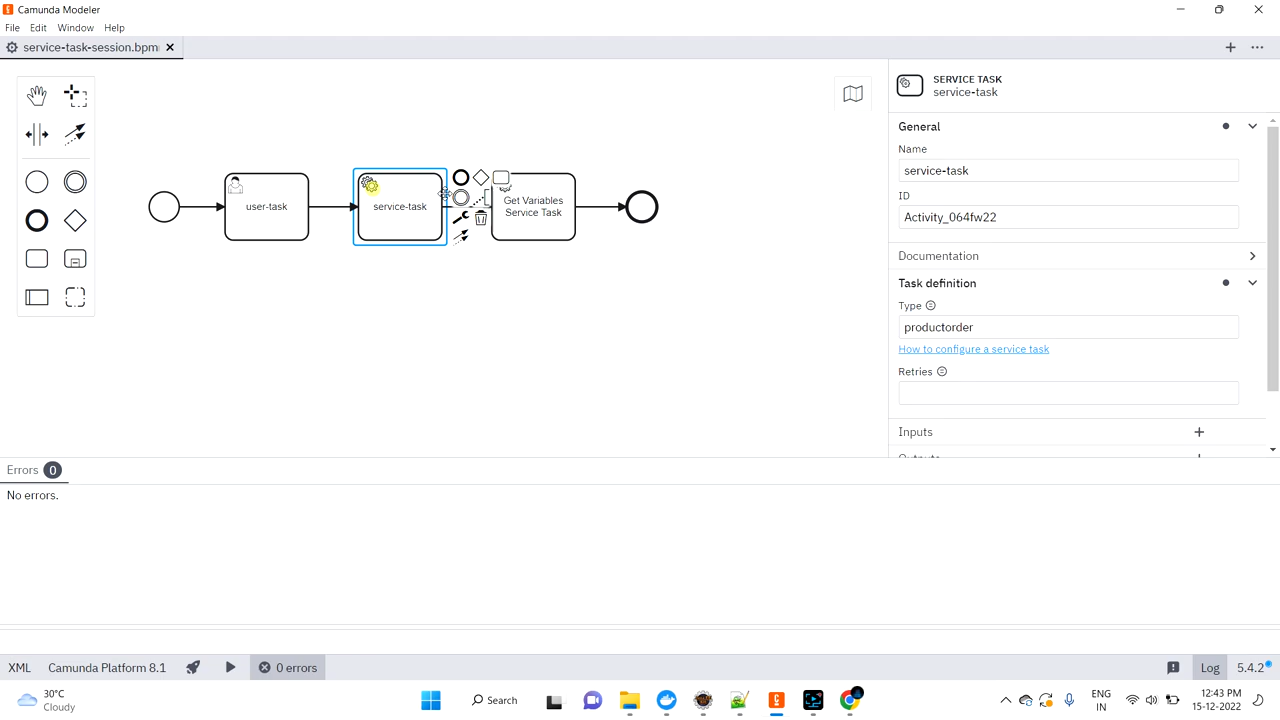 Camunda Modeler
File Edit Window Help
service-task-session.bpm
user-task
service-task
Get Variables
Service Task
SERVICE TASK
service-task
General
Name
service-task
ID
Activity_064fw22
Documentation
Task definition
Type
productorder
How to configure a service task
Retries
Inputs
Errors 0
No errors.
XML Camunda Platform 8.1 0 errors Log 5.4.2
30°C
Cloudy
Search
ENG
IN
12:43 PM
15-12-2022